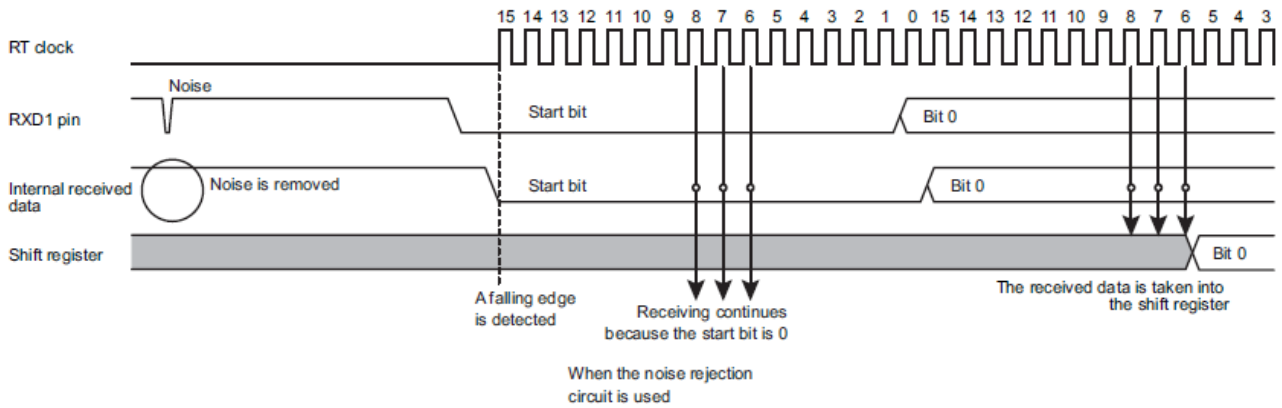 15 14 13 12 11 10 9 8 7 6 5 4 3 2 1 0 15 14 13 12 11 10 9 8 7 6 5 4 3
RT clock
Noise
RXD1 pin
Start bit
Bit 0
Internal received
data
Noise is removed
Start bit
Bit 0
Shift register
Bit 0
A falling edge
is detected
Receiving continues
because the start bit is 0
The received data is taken into
the shift register
When the noise rejection
circuit is used